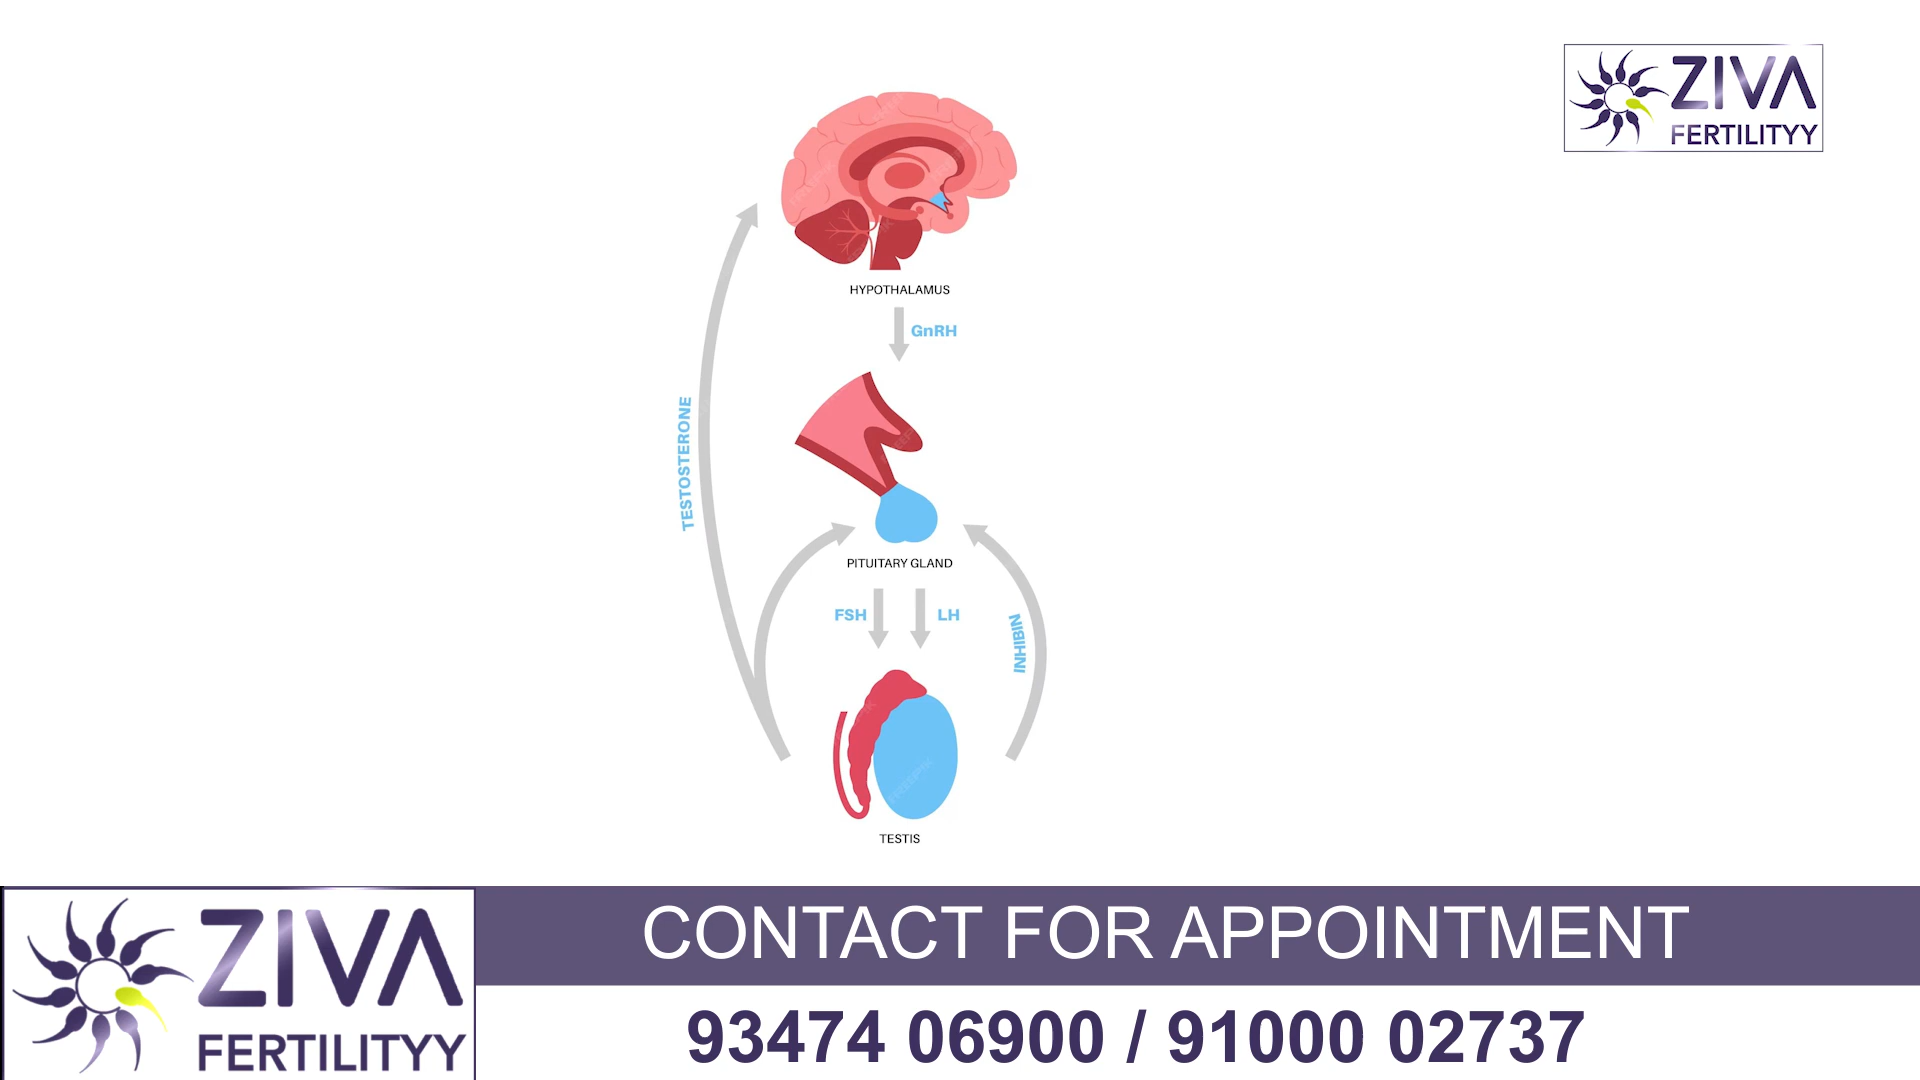 ZIVA
FERTILITYY
HYPOTHALAMUS
GnRH
TESTOSTERONE
PITUITARY GLAND
FSH
LH
INHIBIN
TESTIS
ZIVA
FERTILITYY
CONTACT FOR APPOINTMENT
93474 06900 / 91000 02737